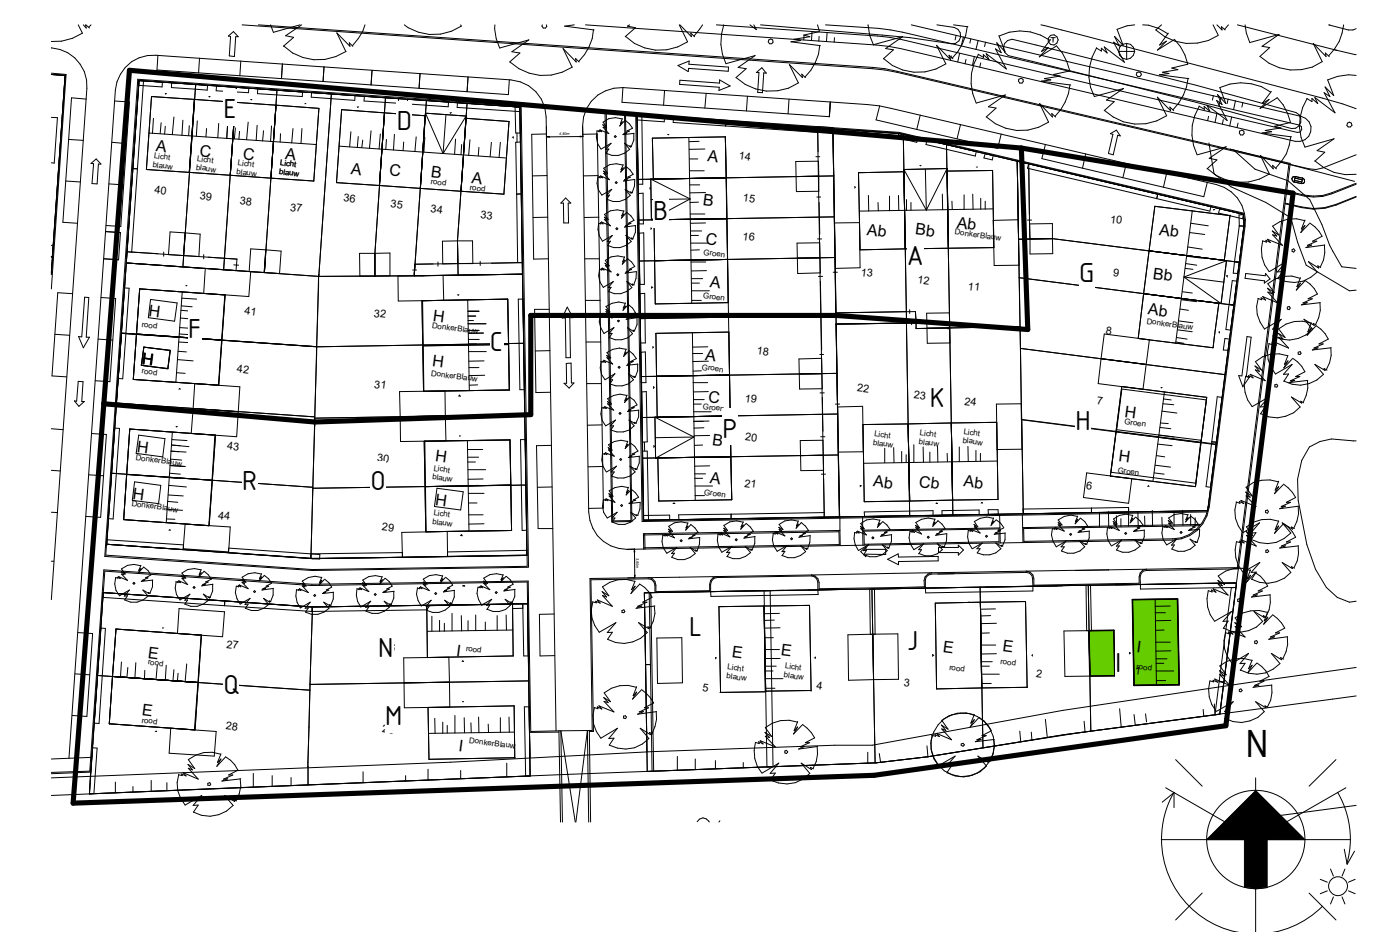 E
D
A
Licht
blauw
C
Licht
blauw
C
Licht
blauw
A
Licht
blauw
40
39
38
37
A
C
B
rood
A
rood
36
35
34
33
A
14
B
B
15
C
Groen
16
A
Groen
Ab
Bb
Ab
DonkerBlauw
A
13
12
11
10
Ab
G
9
Bb
Ab
DonkerBlauw
8
H
rood
F
41
H
rood
42
32
H
DonkerBlauw
C
31
H
DonkerBlauw
A
Groen
18
C
Groen
19
P
B
20
A
Groen
21
22
23
K
24
Licht
blauw
Licht
blauw
Licht
blauw
Ab
Cb
Ab
7
H
Groen
H
H
Groen
6
H
DonkerBlauw
43
R
H
DonkerBlauw
44
30
O
H
Licht
blauw
29
H
Licht
blauw
27
E
rood
Q
E
rood
28
N
I rood
M
I DonkerBlauw
L
E
Licht
blauw
E
Licht
blauw
5
4
J
E
rood
E
rood
3
2
I
I
rood
N